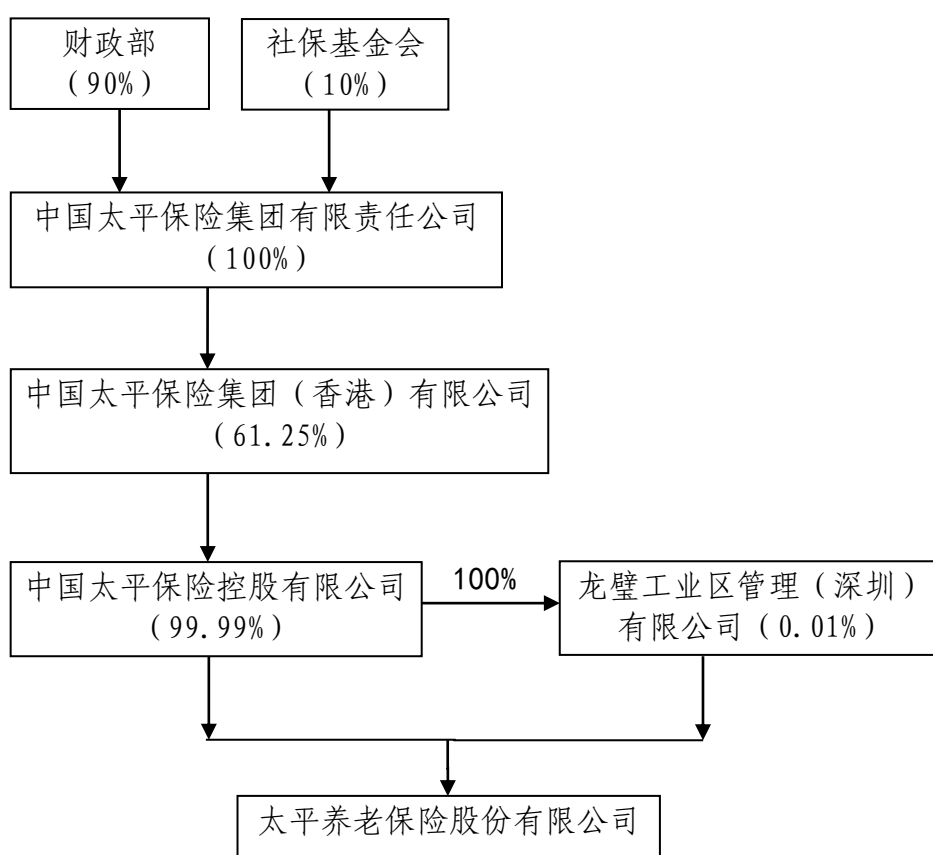 财政部
（90%）
社保基金会
（10%）
中国太平保险集团有限责任公司
（100%）
中国太平保险集团（香港）有限公司
（61.25%）
中国太平保险控股有限公司
（99.99%）
100%
龙璧工业区管理（深圳）
有限公司（0.01%）
太平养老保险股份有限公司